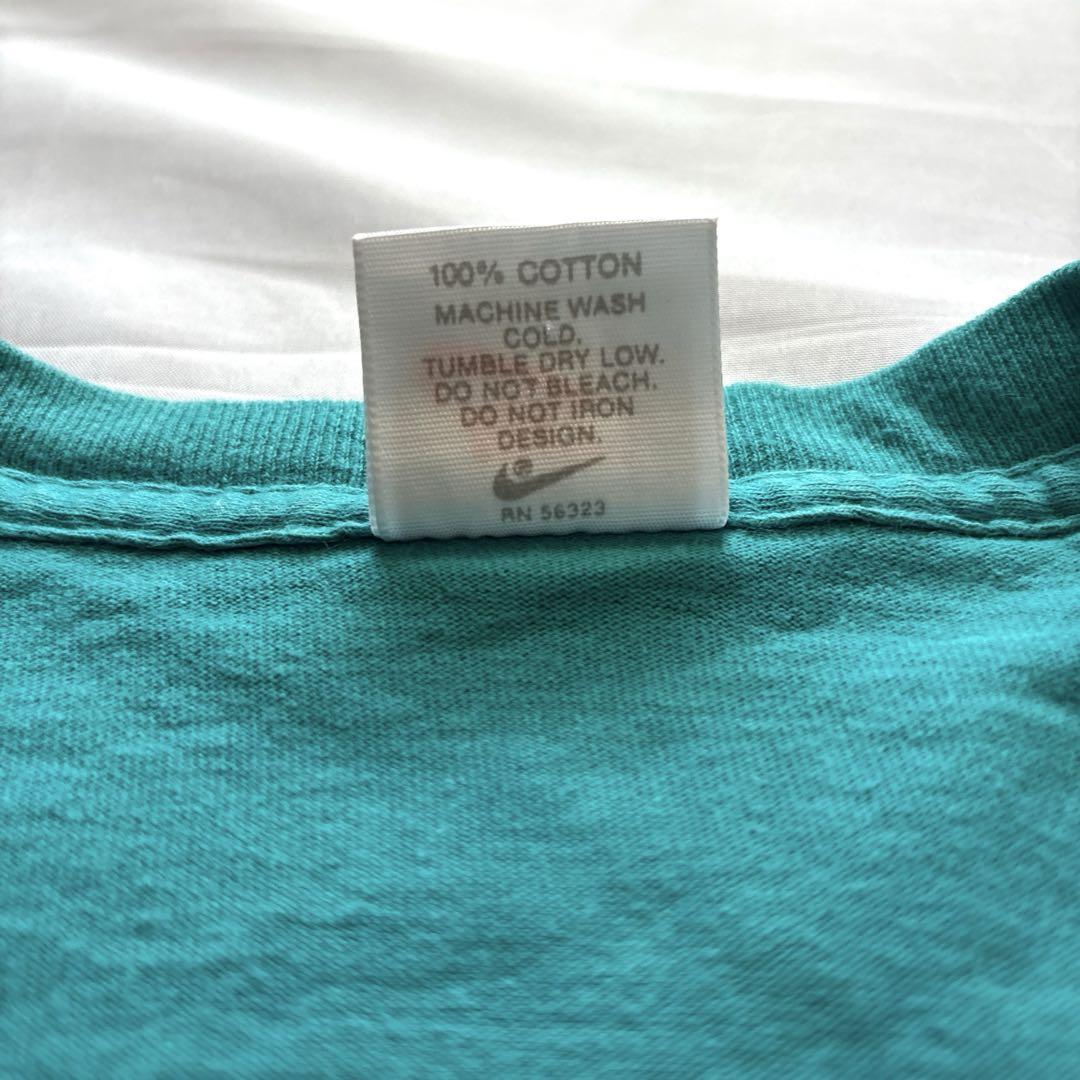 100% COTTON
MACHINE WASH
COLD.
TUMBLE DRY LOW.
DO NOT BLEACH.
DO NOT IRON
DESIGN.
RN 56323